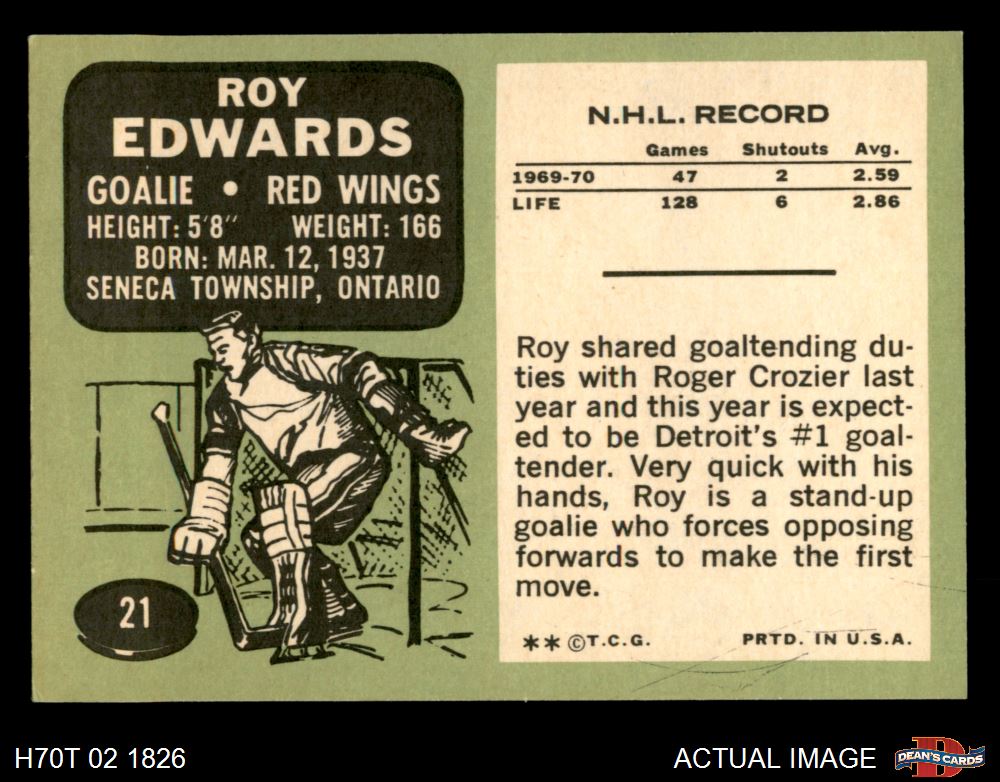 ROY
EDWARDS
GOALIE • RED WINGS
HEIGHT: 5'8" WEIGHT: 166
BORN: MAR. 12, 1937
SENECA TOWNSHIP, ONTARIO
21
N.H.L. RECORD
Games Shutouts Avg.
1969-70 47 2 2.59
LIFE 128 6 2.86
Roy shared goaltending du-
ties with Roger Crozier last
year and this year is expect-
ed to be Detroit's #1 goal-
tender. Very quick with his
hands, Roy is a stand-up
goalie who forces opposing
forwards to make the first
move.
** ©T.C.G. PRTD. IN U.S.A.
H70T 02 1826 ACTUAL IMAGE
D
DEAN'S CARDS